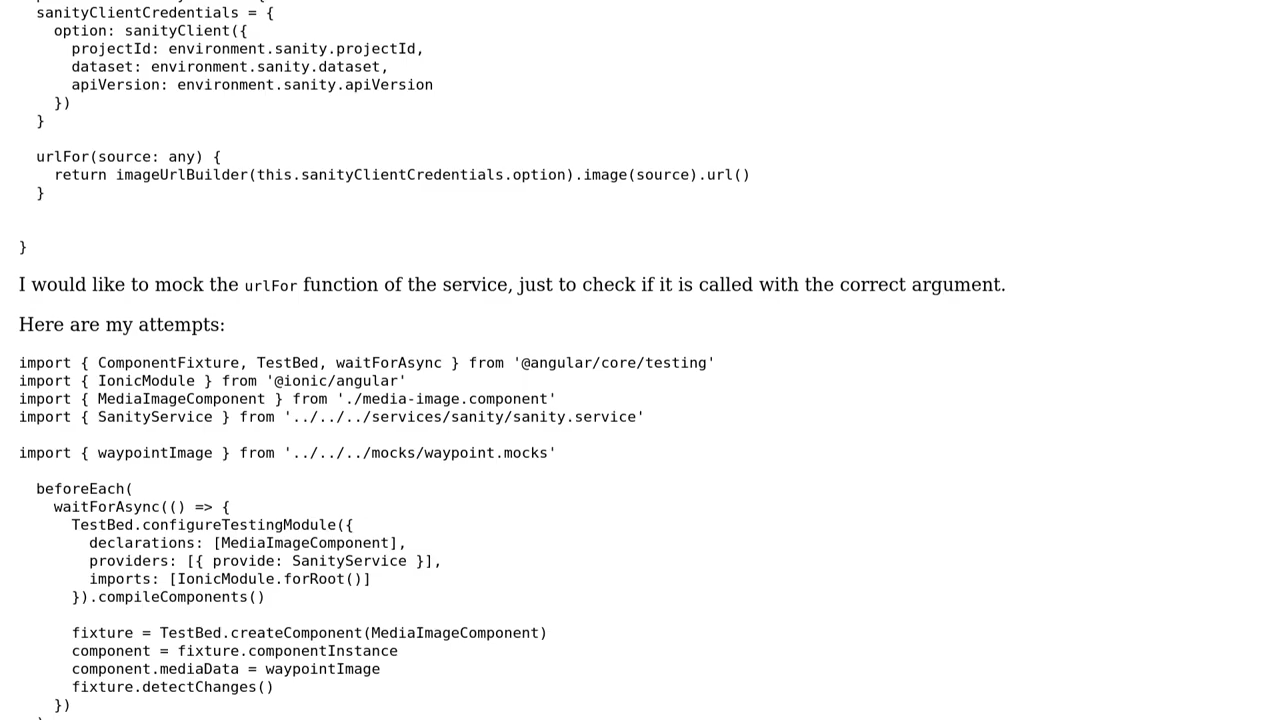 sanityClientCredentials = {
option: sanityClient({
projectId: environment.sanity.projectId,
dataset: environment.sanity.dataset,
apiVersion: environment.sanity.apiVersion
})
}
urlFor(source: any) {
return imageUrlBuilder(this.sanityClientCredentials.option).image(source).url()
}
}
I would like to mock the urlFor function of the service, just to check if it is called with the correct argument.
Here are my attempts:
import { ComponentFixture, TestBed, waitForAsync } from '@angular/core/testing'
import { IonicModule } from '@ionic/angular'
import { MediaImageComponent } from './media-image.component'
import { SanityService } from '../../../services/sanity/sanity.service'
import { waypointImage } from '../../../mocks/waypoint.mocks'
beforeEach(
waitForAsync(() => {
TestBed.configureTestingModule({
declarations: [MediaImageComponent],
providers: [{ provide: SanityService }],
imports: [IonicModule.forRoot()]
}).compileComponents()
fixture = TestBed.createComponent(MediaImageComponent)
component = fixture.componentInstance
component.mediaData = waypointImage
fixture.detectChanges()
})